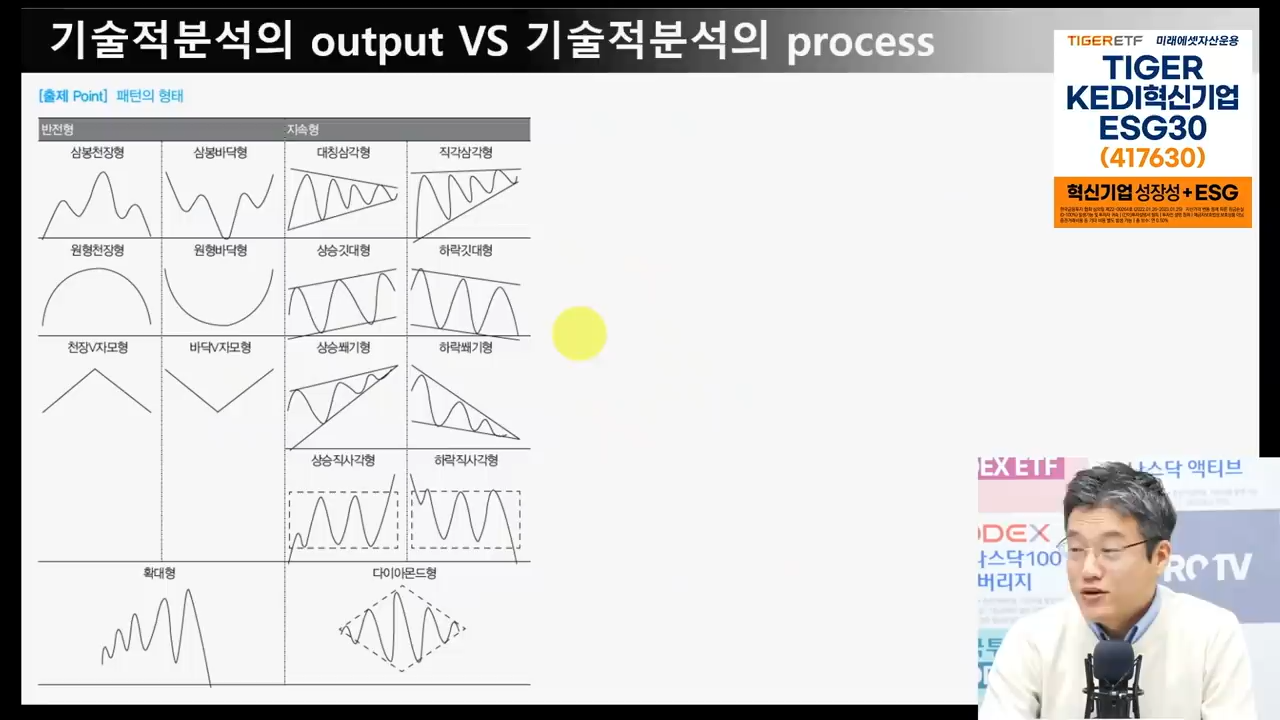 기술적분석의 output VS 기술적분석의 process
[출제 Point] 패턴의 형태
반전형 지속형
삼봉천장형 삼봉바닥형 대칭삼각형 직각삼각형
원형천장형 원형바닥형 상승깃대형 하락깃대형
천장V자모형 바닥V자모형 상승쐐기형 하락쐐기형
상승직사각형 하락직사각형
확대형 다이아몬드형
TIGERETF 미래에셋자산운용
TIGER
KEDI혁신기업
ESG30
(417630)
혁신기업 성장성+ESG
EX ETF
스닥 액티브
DEX
스닥100
버리지
TV